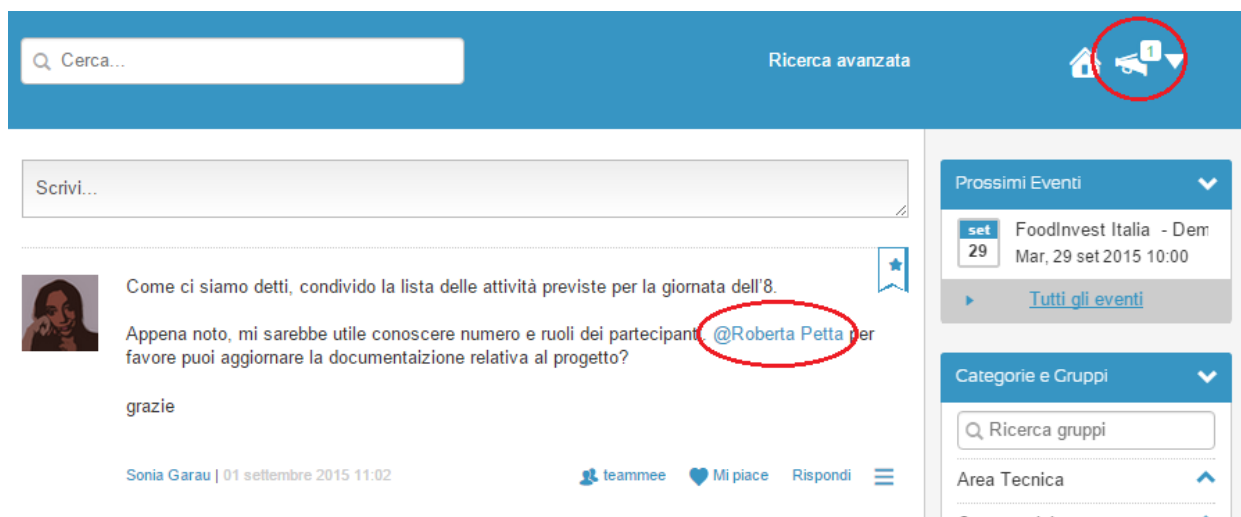 Cerca...
Ricerca avanzata
1
Scrivi...
Come ci siamo detti, condivido la lista delle attività previste per la giornata dell'8.
Appena noto, mi sarebbe utile conoscere numero e ruoli dei partecipanti. @Roberta Petta per
favore puoi aggiornare la documentaizione relativa al progetto?
grazie
Sonia Garau | 01 settembre 2015 11:02
teammee
Mi piace
Rispondi
Prossimi Eventi
set
29
FoodInvest Italia - Dem
Mar, 29 set 2015 10:00
Tutti gli eventi
Categorie e Gruppi
Ricerca gruppi
Area Tecnica